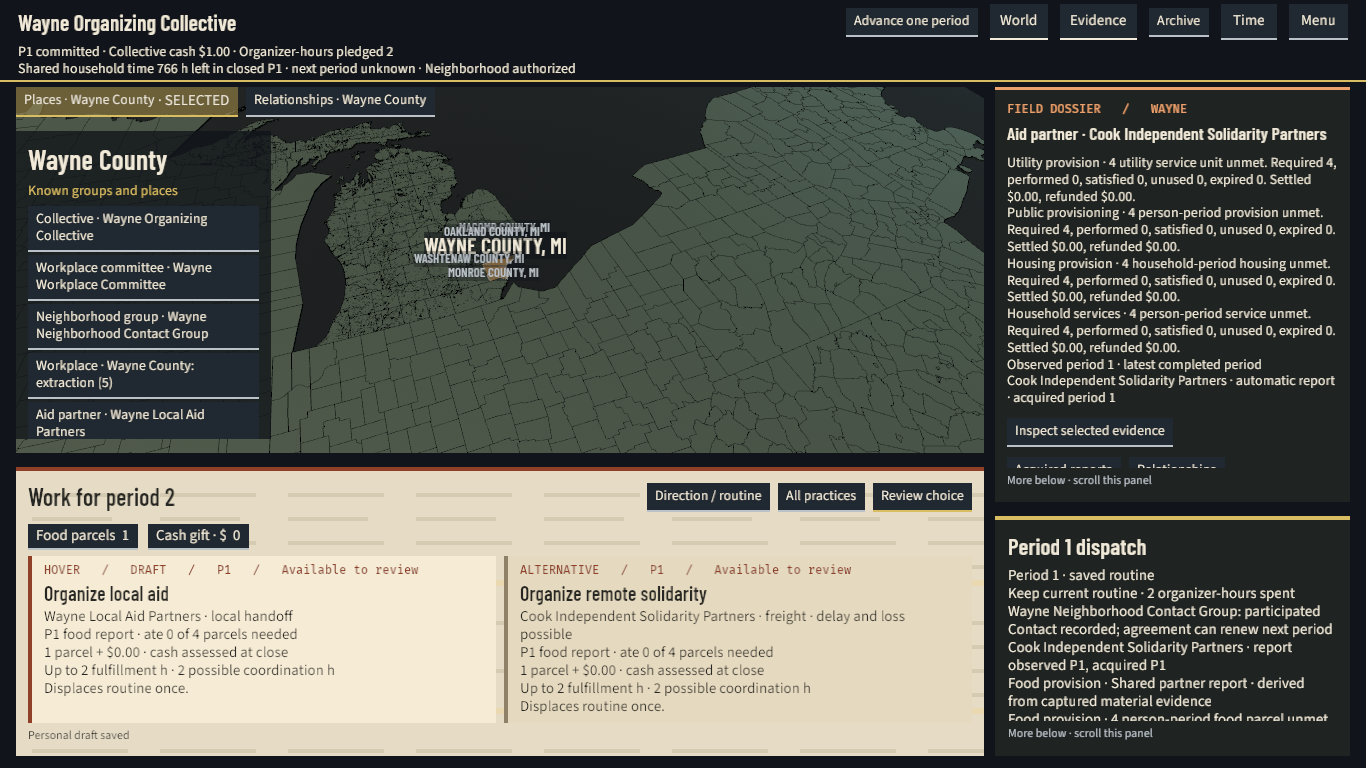 Wayne Organizing Collective
P1 committed · Collective cash $1.00 · Organizer-hours pledged 2
Shared household time 766 h left in closed P1 · next period unknown · Neighborhood authorized
Advance one period
World
Evidence
Archive
Time
Menu
Places · Wayne County · SELECTED
Relationships · Wayne County
Wayne County
Known groups and places
Collective · Wayne Organizing
Collective
Workplace committee · Wayne
Workplace Committee
Neighborhood group · Wayne
Neighborhood Contact Group
Workplace · Wayne County:
extraction (5)
Aid partner · Wayne Local Aid
Partners
MACOMB COUNTY, MI
OAKLAND COUNTY, MI
WAYNE COUNTY, MI
WASHTENAW COUNTY, MI
MONROE COUNTY, MI
FIELD DOSSIER / WAYNE
Aid partner · Cook Independent Solidarity Partners
Utility provision · 4 utility service unit unmet. Required 4,
performed 0, satisfied 0, unused 0, expired 0. Settled
$0.00, refunded $0.00.
Public provisioning · 4 person-period provision unmet.
Required 4, performed 0, satisfied 0, unused 0, expired 0.
Settled $0.00, refunded $0.00.
Housing provision · 4 household-period housing unmet.
Required 4, performed 0, satisfied 0, unused 0, expired 0.
Settled $0.00, refunded $0.00.
Household services · 4 person-period service unmet.
Required 4, performed 0, satisfied 0, unused 0, expired 0.
Settled $0.00, refunded $0.00.
Observed period 1 · latest completed period
Cook Independent Solidarity Partners · automatic report
· acquired period 1
Inspect selected evidence
Acquired reports
Relationships
More below · scroll this panel
Work for period 2
Direction / routine
All practices
Review choice
Food parcels 1
Cash gift · $ 0
HOVER / DRAFT / P1 / Available to review
Organize local aid
Wayne Local Aid Partners · local handoff
P1 food report · ate 0 of 4 parcels needed
1 parcel + $0.00 · cash assessed at close
Up to 2 fulfillment h · 2 possible coordination h
Displaces routine once.
ALTERNATIVE / P1 / Available to review
Organize remote solidarity
Cook Independent Solidarity Partners · freight · delay and loss
possible
P1 food report · ate 0 of 4 parcels needed
1 parcel + $0.00 · cash assessed at close
Up to 2 fulfillment h · 2 possible coordination h
Displaces routine once.
Personal draft saved
Period 1 dispatch
Period 1 · saved routine
Keep current routine · 2 organizer-hours spent
Wayne Neighborhood Contact Group: participated
Contact recorded; agreement can renew next period
Cook Independent Solidarity Partners · report
observed P1, acquired P1
Food provision · Shared partner report · derived
from captured material evidence
Food provision · 4 person-period food parcel unmet
More below · scroll this panel